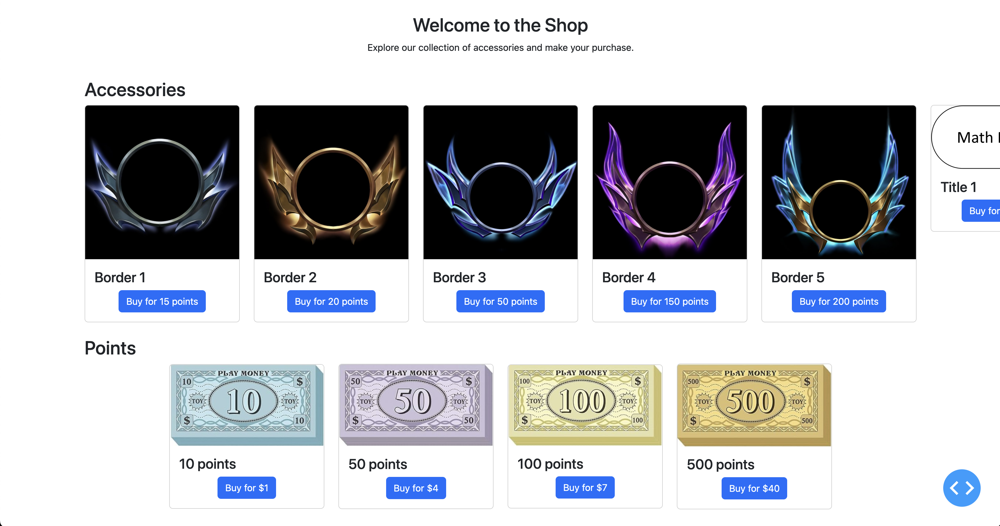 Welcome to the Shop
Explore our collection of accessories and make your purchase.
Accessories
Math
Title 1
Buy for
Border 1
Border 2
Border 3
Border 4
Border 5
Buy for 15 points
Buy for 20 points
Buy for 50 points
Buy for 150 points
Buy for 200 points
Points
PLAY MONEY
10 $
TOY 10 TOY
$ 10
PLAY MONEY
50 $
TOY 50 TOY
$ 50
PLAY MONEY
100 $
TOY 100 TOY
$ 100
PLAY MONEY
500 $
TOY 500 TOY
$ 500
10 points
50 points
100 points
500 points
Buy for $1
Buy for $4
Buy for $7
Buy for $40